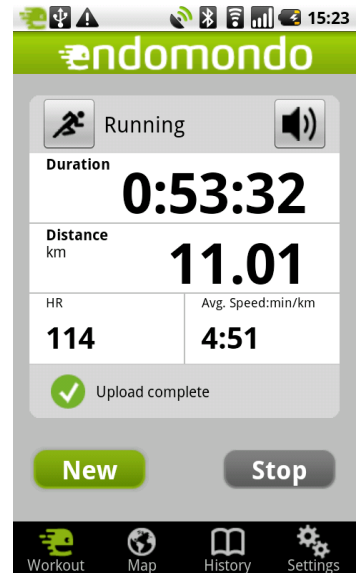 15:23
endomondo
Running
Duration
0:53:32
Distance
km
11.01
HR
Avg. Speed:min/km
114
4:51
Upload complete
New
Stop
Workout Map History Settings